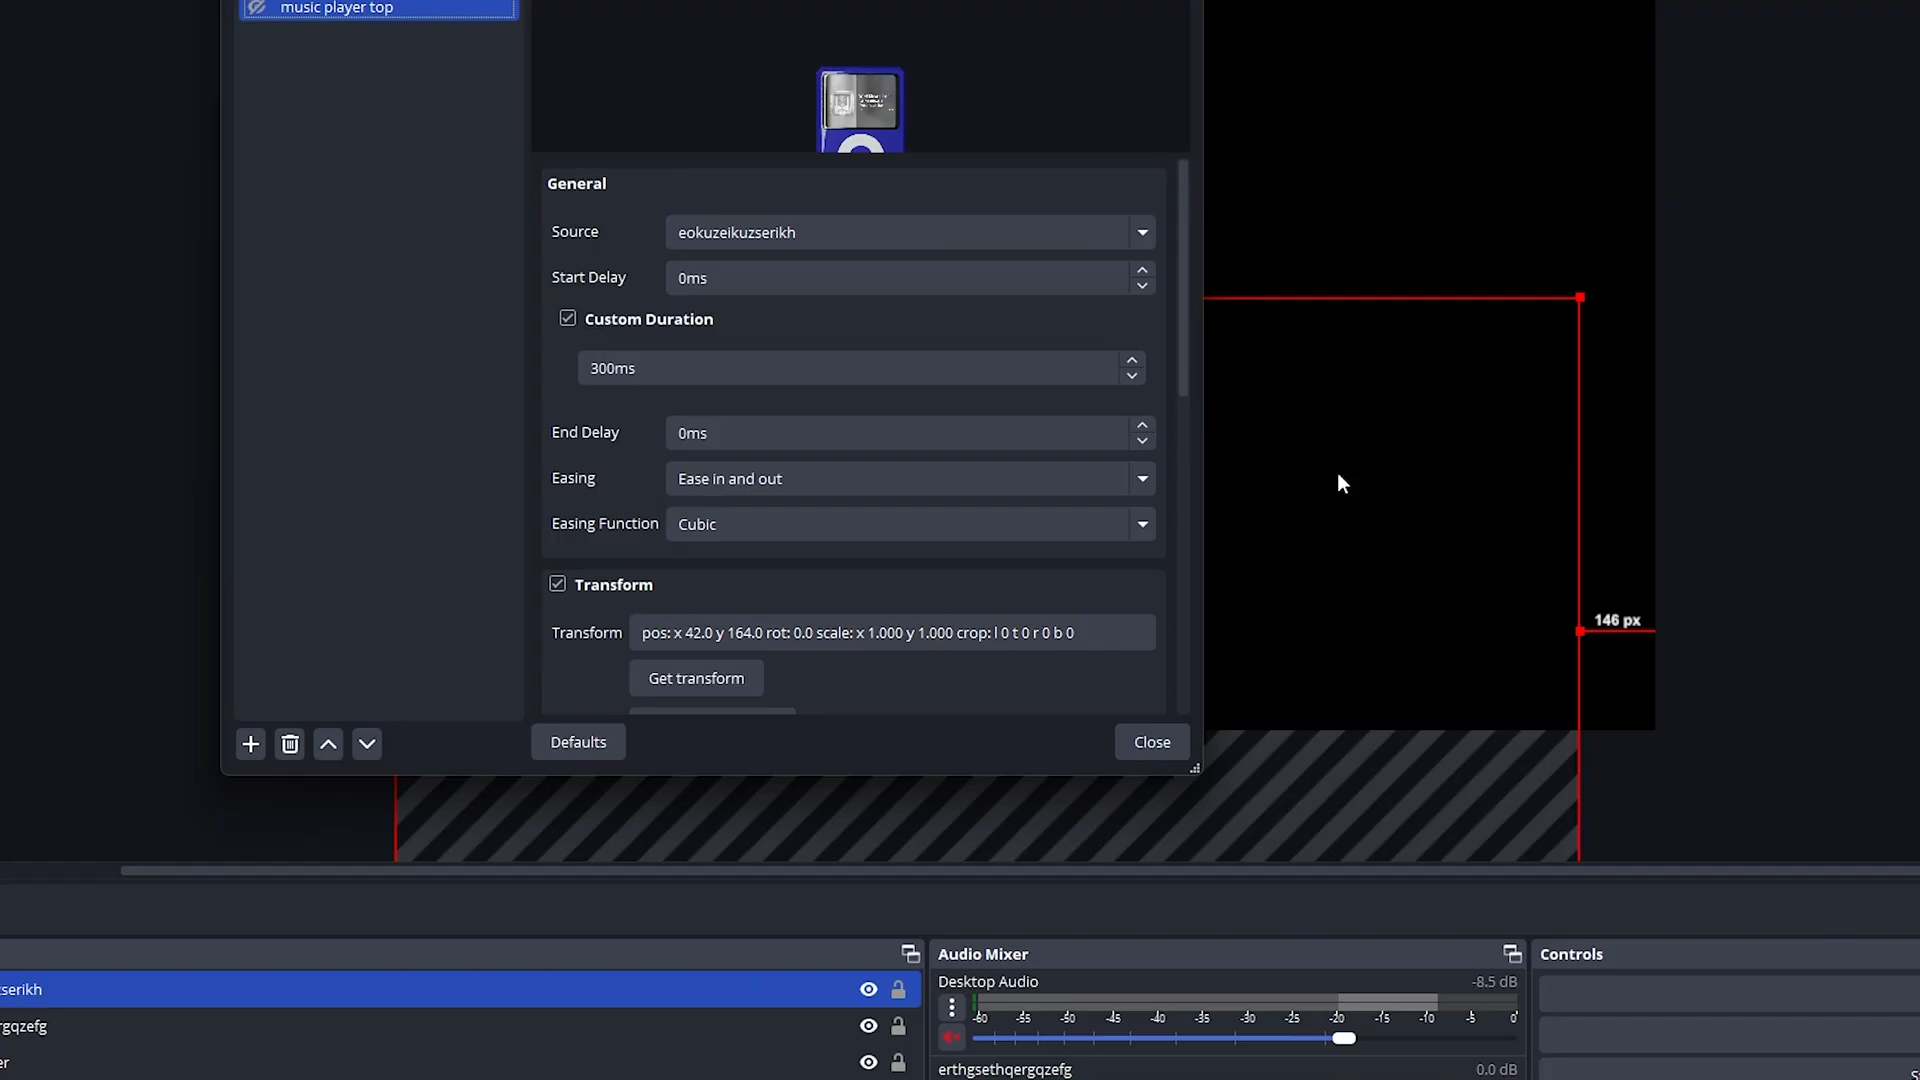 music player top
General
Source
eokuzeikuzserikh
Start Delay
0ms
Custom Duration
300ms
End Delay
0ms
Easing
Ease in and out
Easing Function
Cubic
Transform
Transform
pos: x 42.0 y 164.0 rot: 0.0 scale: x 1.000 y 1.000 crop: l 0 t 0 r 0 b 0
Get transform
Defaults
Close
146 px
Audio Mixer
Controls
Desktop Audio
-8.5 dB
-60 -55 -50 -45 -40 -35 -30 -25 -20 -15 -10 -5 0
erthgsethqergqzefg
0.0 dB
serikh
rgqzefg
er